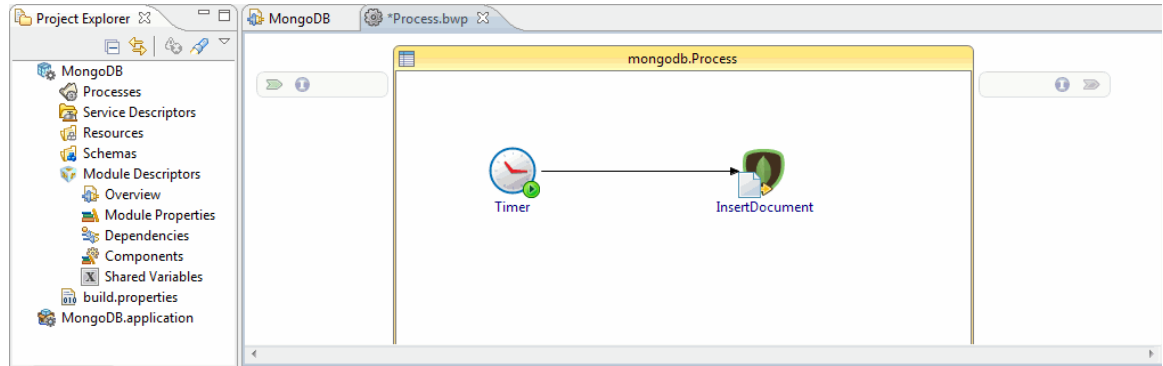 Project Explorer
MongoDB
Processes
Service Descriptors
Resources
Schemas
Module Descriptors
Overview
Module Properties
Dependencies
Components
X Shared Variables
010 build.properties
MongoDB.application
MongoDB
*Process.bwp
mongodb.Process
Timer
InsertDocument